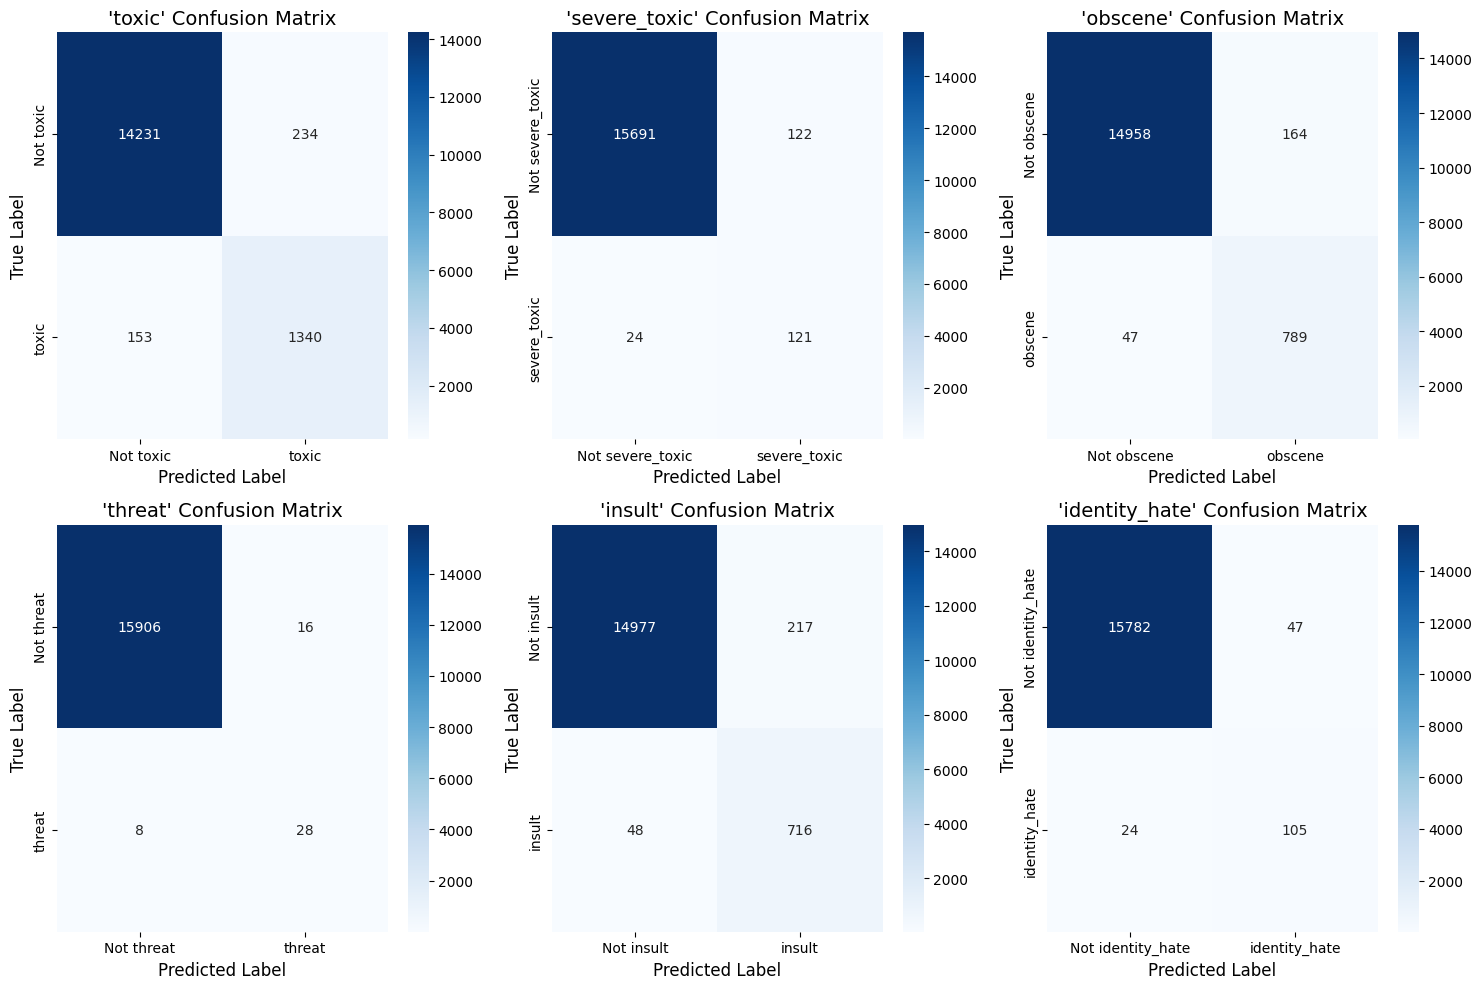 'toxic' Confusion Matrix
True Label
Not toxic
toxic
14231 234
153 1340
Not toxic toxic
Predicted Label
14000
12000
10000
8000
6000
4000
2000
'severe_toxic' Confusion Matrix
True Label
Not severe_toxic
severe_toxic
15691 122
24 121
Not severe_toxic severe_toxic
Predicted Label
14000
12000
10000
8000
6000
4000
2000
'obscene' Confusion Matrix
True Label
Not obscene
obscene
14958 164
47 789
Not obscene obscene
Predicted Label
14000
12000
10000
8000
6000
4000
2000
'threat' Confusion Matrix
True Label
Not threat
threat
15906 16
8 28
Not threat threat
Predicted Label
14000
12000
10000
8000
6000
4000
2000
'insult' Confusion Matrix
True Label
Not insult
insult
14977 217
48 716
Not insult insult
Predicted Label
14000
12000
10000
8000
6000
4000
2000
'identity_hate' Confusion Matrix
True Label
Not identity_hate
identity_hate
15782 47
24 105
Not identity_hate identity_hate
Predicted Label
14000
12000
10000
8000
6000
4000
2000